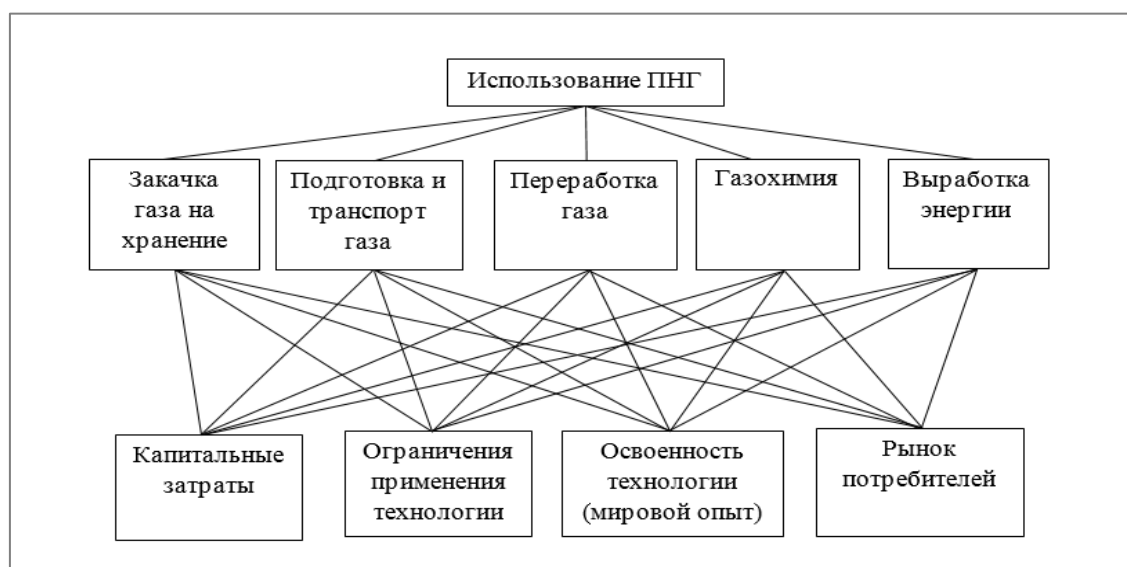 Использование ПНГ
Закачка
газа на
хранение
Подготовка и
транспорт
газа
Переработка
газа
Газохимия
Выработка
энергии
Капитальные
затраты
Ограничения
применения
технологии
Освоенность
технологии
(мировой опыт)
Рынок
потребителей